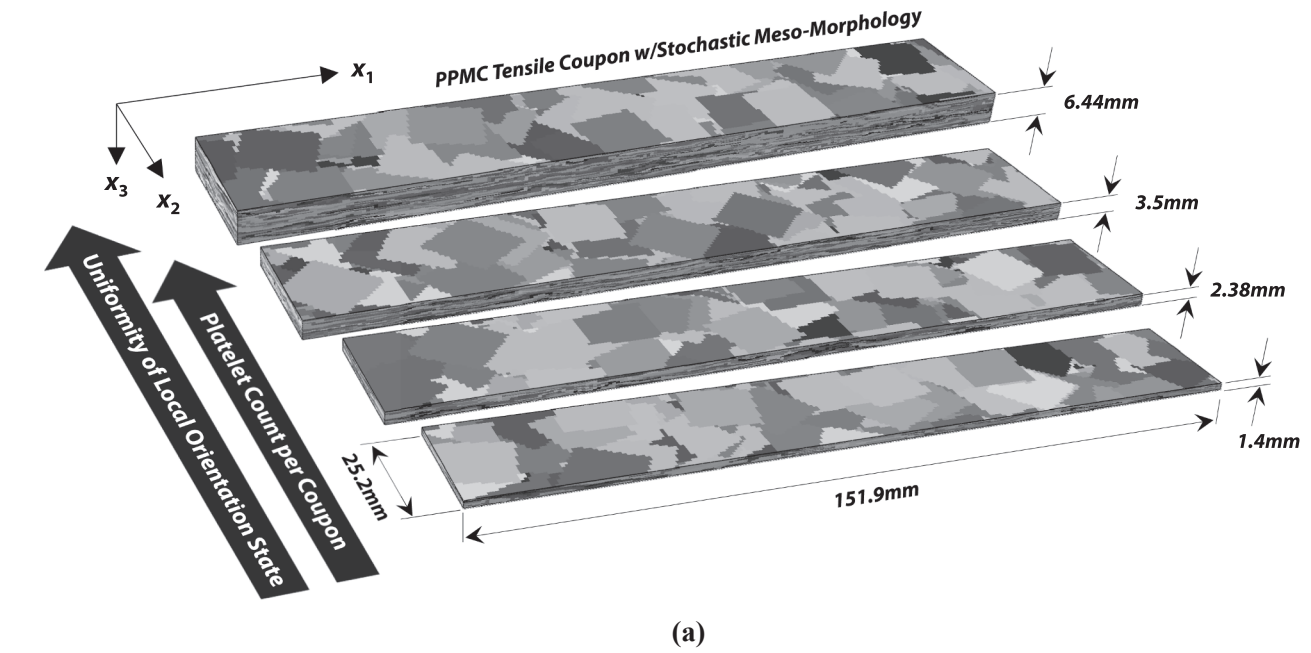 PPMC Tensile Coupon w/Stochastic Meso-Morphology
x1
x3
x2
6.44mm
3.5mm
2.38mm
1.4mm
Uniformity of Local Orientation State
Platelet Count per Coupon
25.2mm
151.9mm
(a)